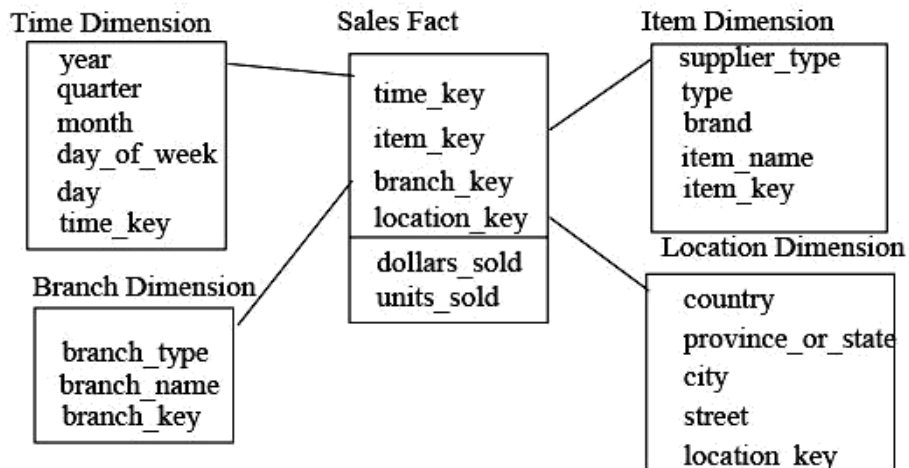 Time Dimension
year
quarter
month
day_of_week
day
time_key
Branch Dimension
branch_type
branch_name
branch_key
Sales Fact
time_key
item_key
branch_key
location_key
dollars_sold
units_sold
Item Dimension
supplier_type
type
brand
item_name
item_key
Location Dimension
country
province_or_state
city
street
location_key